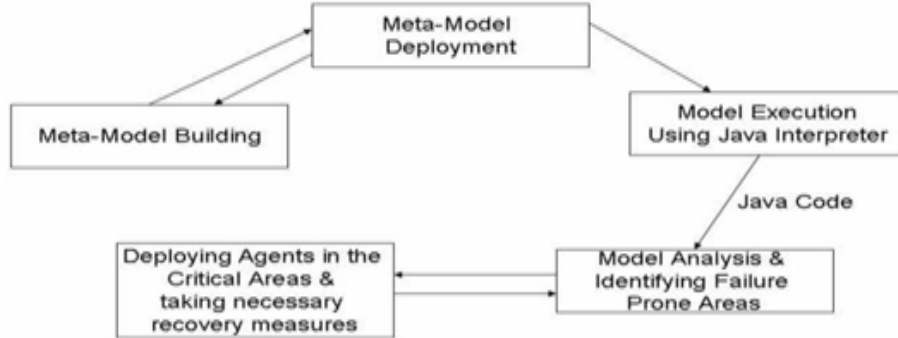 Meta-Model
Deployment
Meta-Model Building
Model Execution
Using Java Interpreter
Java Code
Deploying Agents in the
Critical Areas &
taking necessary
recovery measures
Model Analysis &
Identifying Failure
Prone Areas